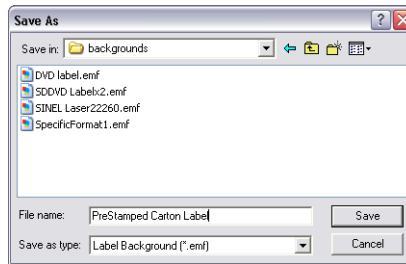 Save As
Save in: backgrounds
DVD label.emf
SDDVD Labelx2.emf
SINEL Laser22260.emf
SpecificFormat1.emf
File name: PreStamped Carton Label Save
Save as type: Label Background (*.emf) Cancel